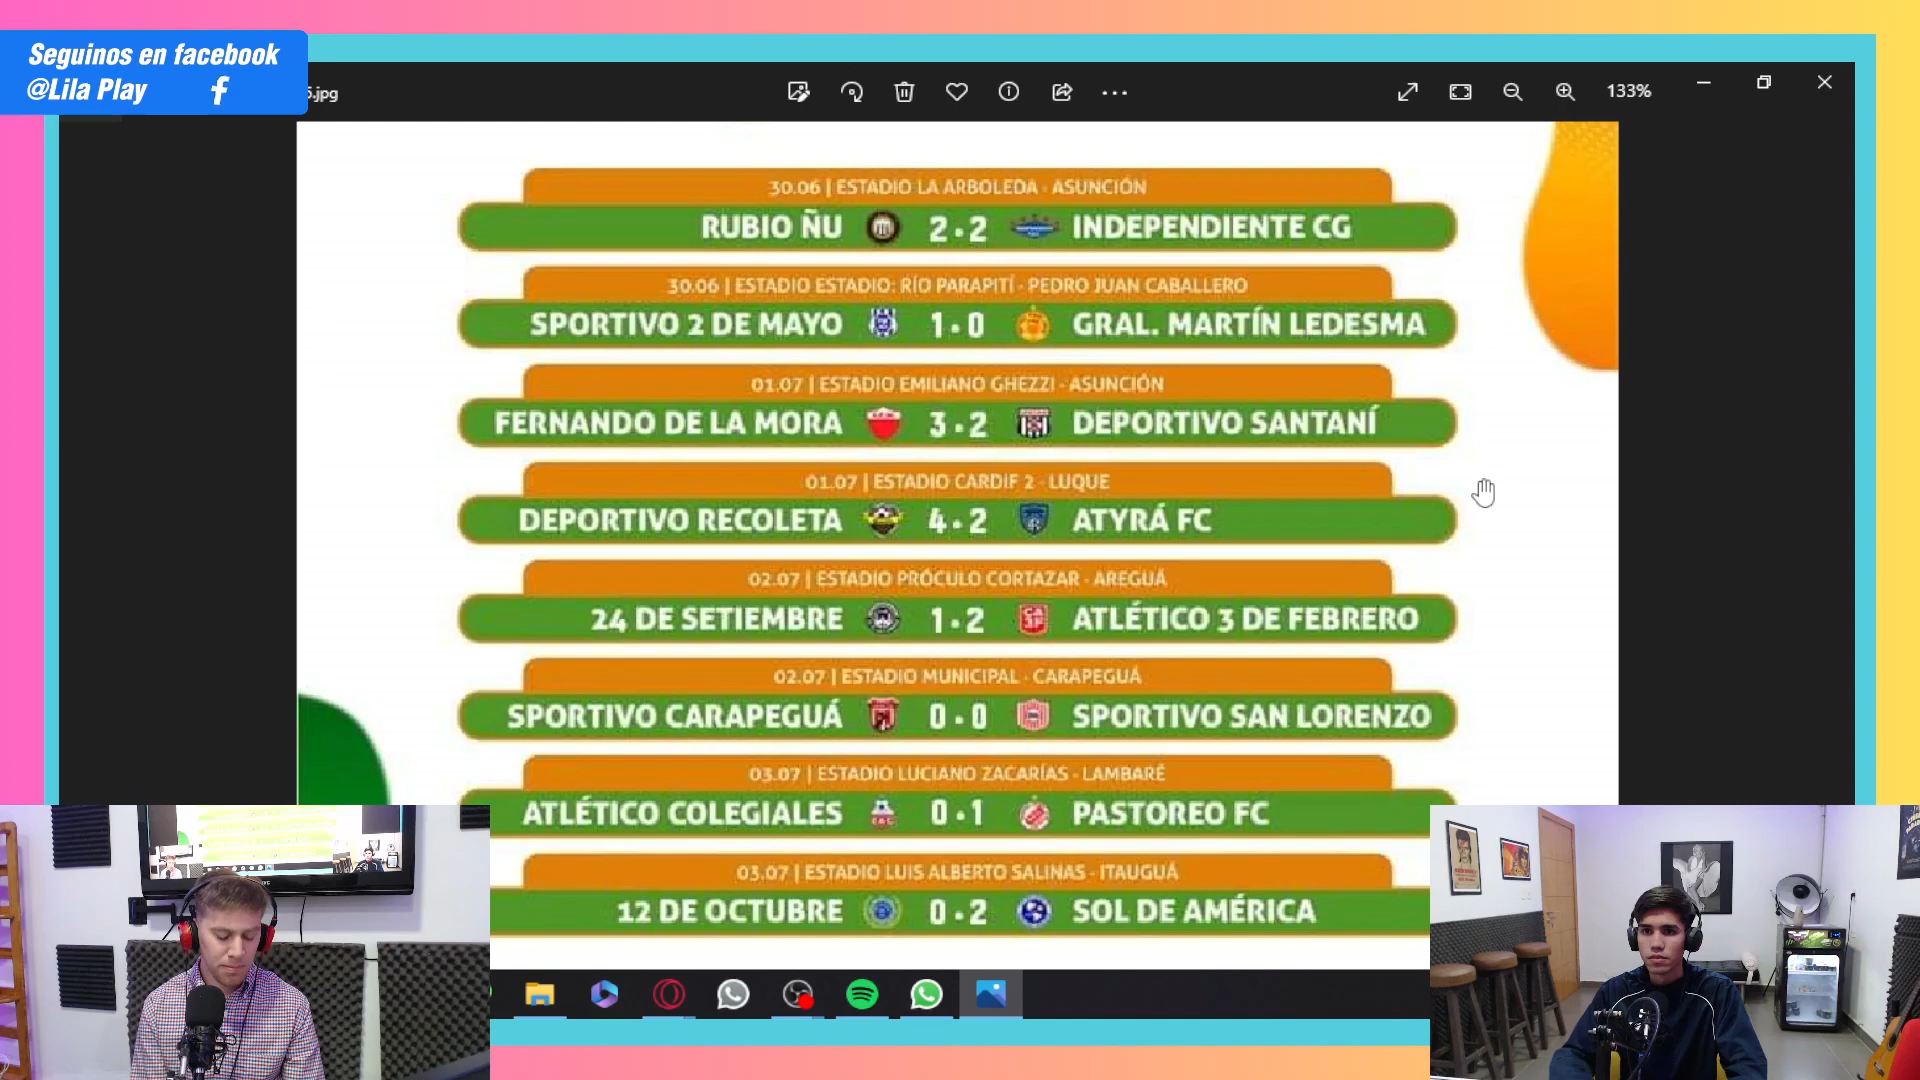 Seguinos en facebook
@Lila Play
5.jpg
133%
30.06 | ESTADIO LA ARBOLEDA - ASUNCIÓN
RUBIO ÑU 2 - 2 INDEPENDIENTE CG
30.06 | ESTADIO ESTADIO: RÍO PARAPITÍ - PEDRO JUAN CABALLERO
SPORTIVO 2 DE MAYO 1 - 0 GRAL. MARTÍN LEDESMA
01.07 | ESTADIO EMILIANO GHEZZI - ASUNCIÓN
FERNANDO DE LA MORA 3 - 2 DEPORTIVO SANTANÍ
01.07 | ESTADIO CARDIF 2 - LUQUE
DEPORTIVO RECOLETA 4 - 2 ATYRÁ FC
02.07 | ESTADIO PRÓCULO CORTAZAR - AREGUÁ
24 DE SETIEMBRE 1 - 2 ATLÉTICO 3 DE FEBRERO
02.07 | ESTADIO MUNICIPAL - CARAPEGUÁ
SPORTIVO CARAPEGUÁ 0 - 0 SPORTIVO SAN LORENZO
03.07 | ESTADIO LUCIANO ZACARÍAS - LAMBARÉ
ATLÉTICO COLEGIALES 0 - 1 PASTOREO FC
03.07 | ESTADIO LUIS ALBERTO SALINAS - ITAUGUÁ
12 DE OCTUBRE 0 - 2 SOL DE AMÉRICA